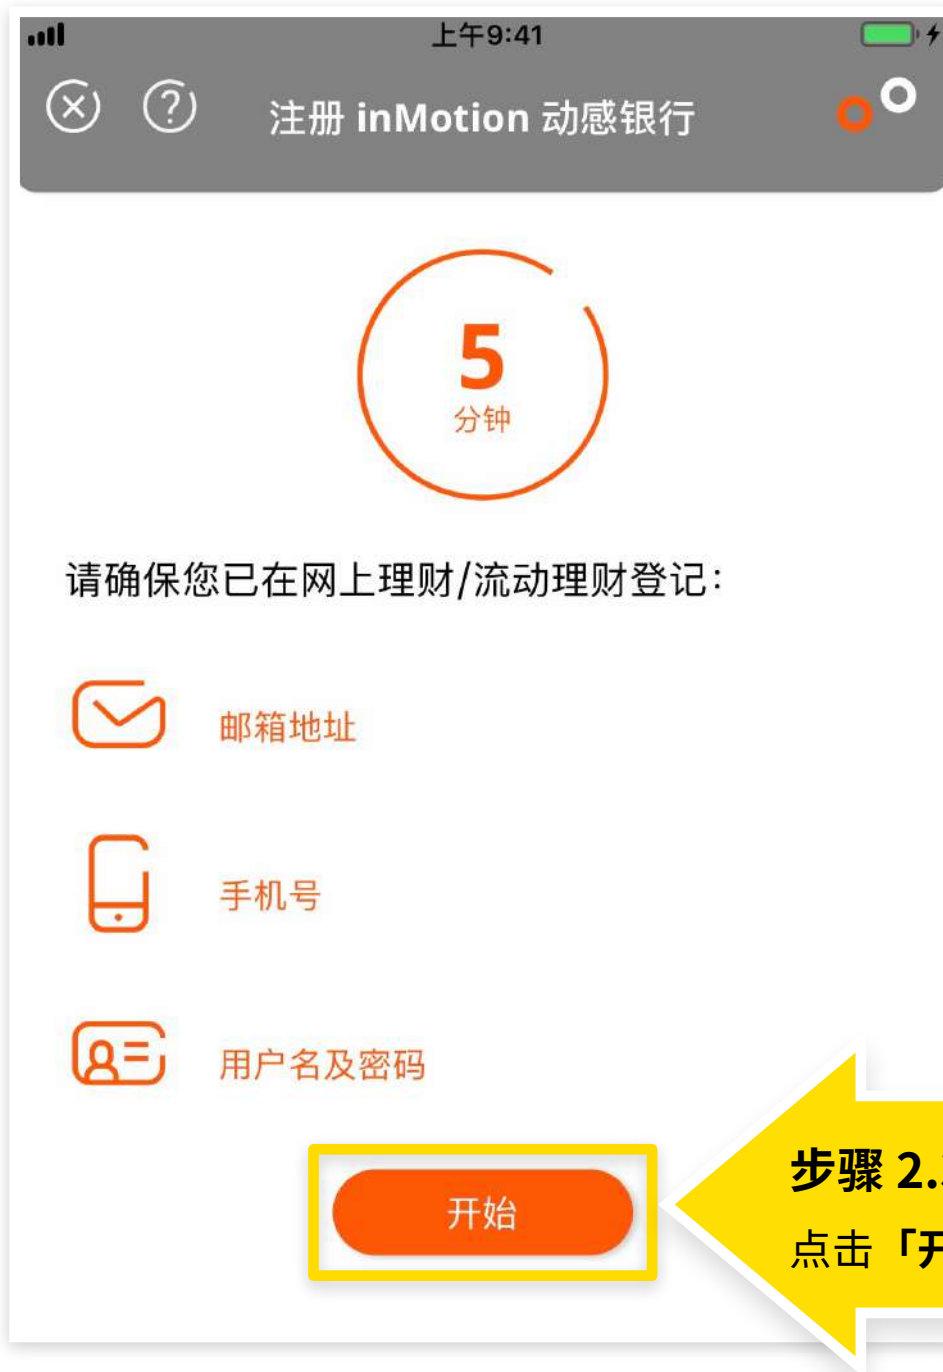 上午9:41
注册 inMotion 动感银行
5
分钟
请确保您已在网上理财/流动理财登记：
邮箱地址
手机号
用户名及密码
开始
步骤 2.
点击「开